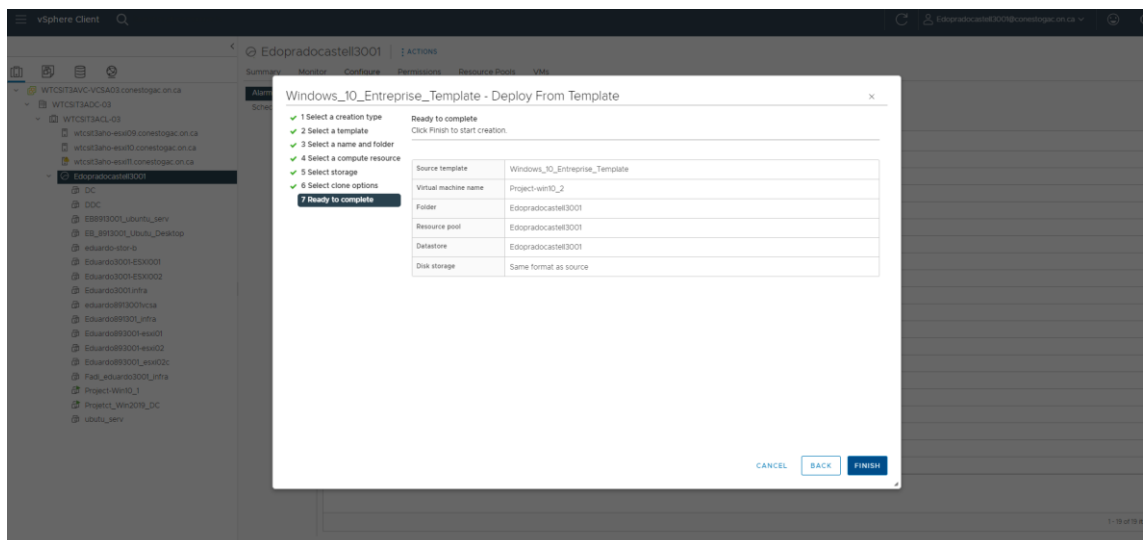 vSphere Client
Edopradocastell3001@conestogac.on.ca
Edopradocastell3001
ACTIONS
Summary Monitor Configure Permissions Resource Pools VMs
WTCSIT3AVC-VCSA03.conestogac.on.ca
WTCSIT3ADC-03
WTCSIT3ACL-03
wtcsit3aho-esxi09.conestogac.on.ca
wtcsit3aho-esxi10.conestogac.on.ca
wtcsit3aho-esxi11.conestogac.on.ca
Edopradocastell3001
DC
DDC
EB8913001_ubuntu_serv
EB_8913001_Ubutu_Desktop
eduardo-stor-b
Eduardo3001-ESXI001
Eduardo3001-ESXI002
Eduardo3001.infra
eduardo8913001vcsa
Eduardo891301_infra
Eduardo893001-esxi01
Eduardo893001-esxi02
Eduardo893001_esxi02c
Fadi_eduardo3001_infra
Project-Win10_1
Projetct_Win2019_DC
ubutu_serv
Alarm
Sche
Windows_10_Entreprise_Template - Deploy From Template
1 Select a creation type
2 Select a template
3 Select a name and folder
4 Select a compute resource
5 Select storage
6 Select clone options
7 Ready to complete
Ready to complete
Click Finish to start creation.
Source template Windows_10_Entreprise_Template
Virtual machine name Project-win10_2
Folder Edopradocastell3001
Resource pool Edopradocastell3001
Datastore Edopradocastell3001
Disk storage Same format as source
CANCEL BACK FINISH